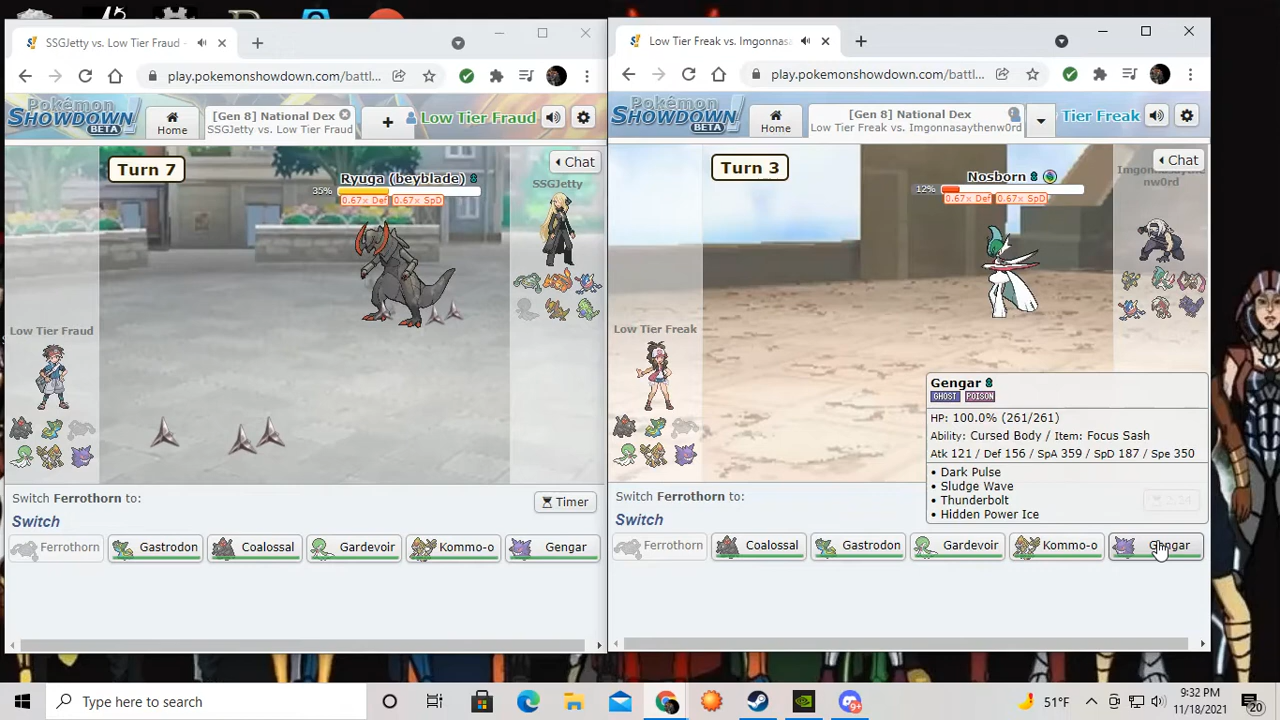 SSGJetty vs. Low Tier Fraud -
play.pokemonshowdown.com/battl...
Pokémon
SHOWDOWN
BETA
Home
[Gen 8] National Dex
SSGJetty vs. Low Tier Fraud
Low Tier Fraud
Turn 7
Chat
Ryuga (beyblade)
35%
0.67× Def 0.67× SpD
SSGJetty
Low Tier Fraud
Switch Ferrothorn to:
Timer
Switch
Ferrothorn
Gastrodon
Coalossal
Gardevoir
Kommo-o
Gengar
Low Tier Freak vs. Imgonnasa
play.pokemonshowdown.com/battl...
Pokémon
SHOWDOWN
BETA
Home
[Gen 8] National Dex
Low Tier Freak vs. Imgonnasaythenw0rd
Tier Freak
Turn 3
Chat
Imgonnasaythenw0rd
Nosborn
12%
0.67× Def 0.67× SpD
Low Tier Freak
Gengar
GHOST POISON
HP: 100.0% (261/261)
Ability: Cursed Body / Item: Focus Sash
Atk 121 / Def 156 / SpA 359 / SpD 187 / Spe 350
• Dark Pulse
• Sludge Wave
• Thunderbolt
• Hidden Power Ice
Switch Ferrothorn to:
Switch
Ferrothorn
Coalossal
Gastrodon
Gardevoir
Kommo-o
Gengar
Type here to search
9+
51°F
9:32 PM
11/18/2021
20